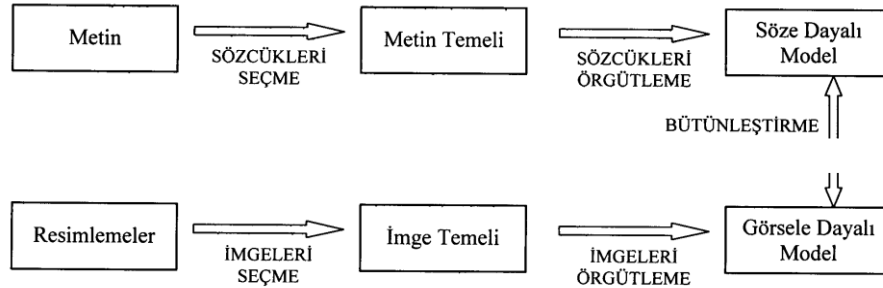 Metin
SÖZCÜKLERİ
SEÇME
Metin Temeli
SÖZCÜKLERİ
ÖRGÜTLEME
Söze Dayalı
Model
BÜTÜNLEŞTİRME
Resimlemeler
İMGELERİ
SEÇME
İmge Temeli
İMGELERİ
ÖRGÜTLEME
Görsele Dayalı
Model